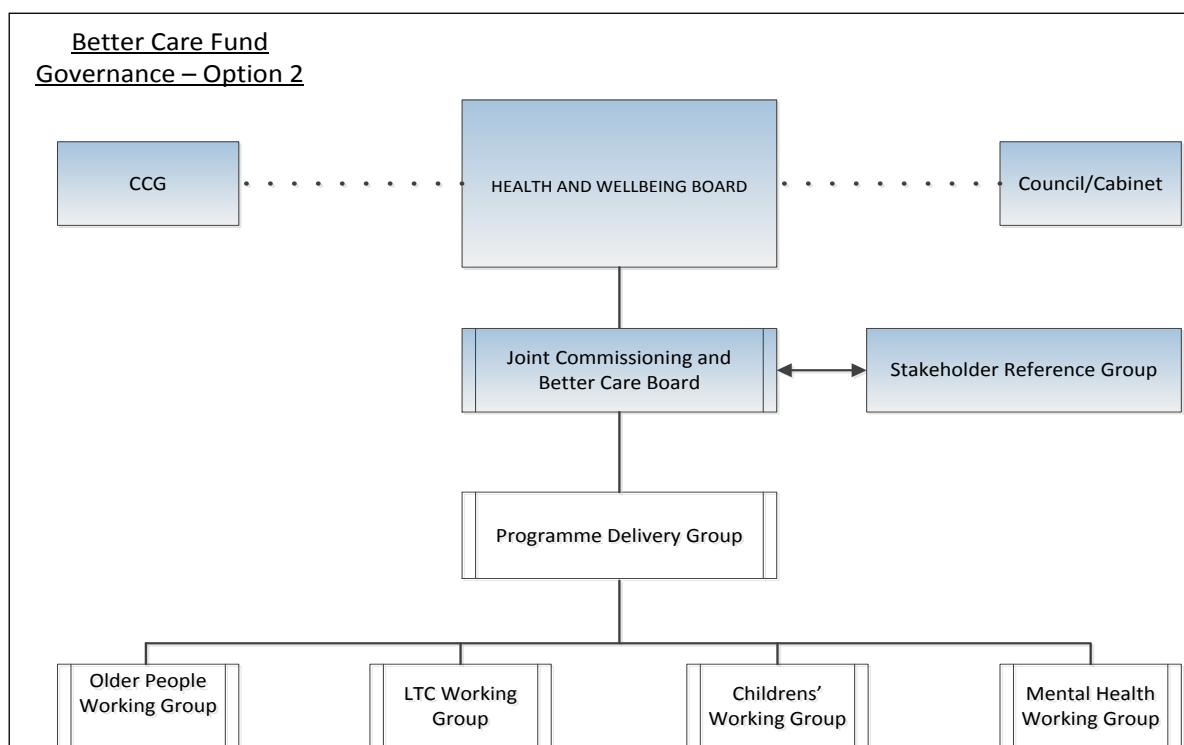 Better Care Fund
Governance – Option 2
CCG
HEALTH AND WELLBEING BOARD
Council/Cabinet
Joint Commissioning and
Better Care Board
Stakeholder Reference Group
Programme Delivery Group
Older People
Working Group
LTC Working
Group
Childrens’
Working Group
Mental Health
Working Group